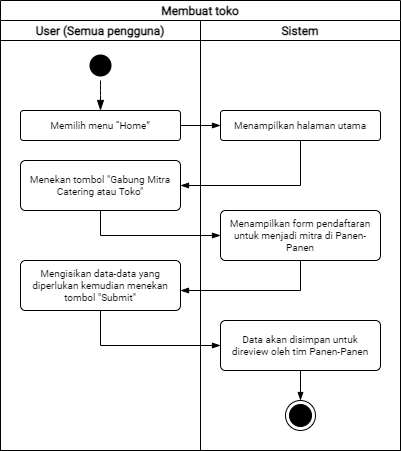 Membuat toko
User (Semua pengguna)
Sistem
Memilih menu “Home”
Menampilkan halaman utama
Menekan tombol "Gabung Mitra
Catering atau Toko"
Menampilkan form pendaftaran
untuk menjadi mitra di Panen-
Panen
Mengisikan data-data yang
diperlukan kemudian menekan
tombol "Submit"
Data akan disimpan untuk
direview oleh tim Panen-Panen